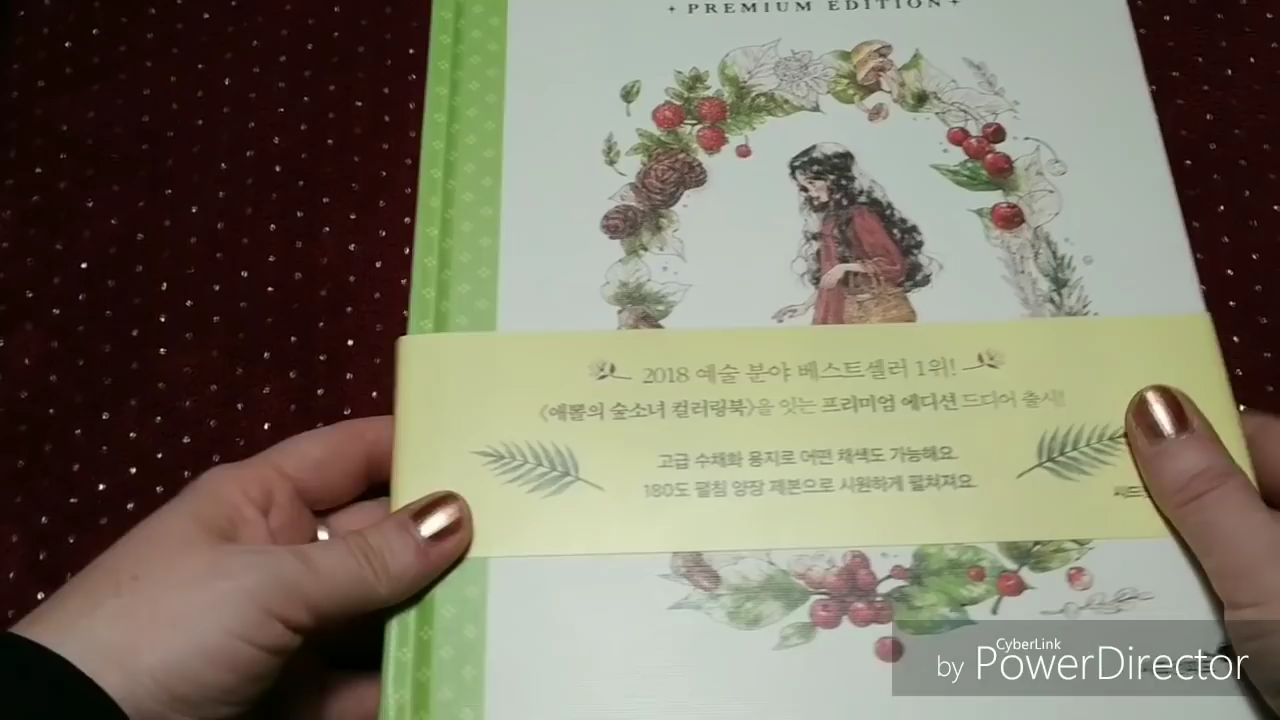 PREMIUM EDITION
2018 예술 분야 베스트셀러 1위!
《애뽈의 숲소녀 컬러링북》을 잇는 프리미엄 에디션 드디어 출시!
고급 수채화 용지로 어떤 채색도 가능해요.
180도 펼침 양장 제본으로 시원하게 펼쳐져요.
CyberLink
by PowerDirector